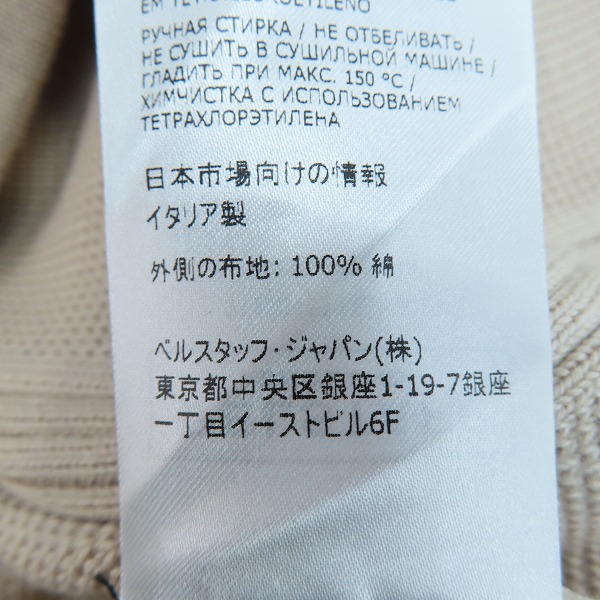 РУЧНАЯ СТИРКА / НЕ ОТБЕЛИВАТЬ /
НЕ СУШИТЬ В СУШИЛЬНОЙ МАШИНЕ /
ГЛАДИТЬ ПРИ МАКС. 150 °C /
ХИМЧИСТКА С ИСПОЛЬЗОВАНИЕМ
ТЕТРАХЛОРЭТИЛЕНА
日本市場向けの情報
イタリア製
外側の布地: 100% 綿
ベルスタッフ・ジャパン(株)
東京都中央区銀座1-19-7銀座
一丁目イーストビル6F